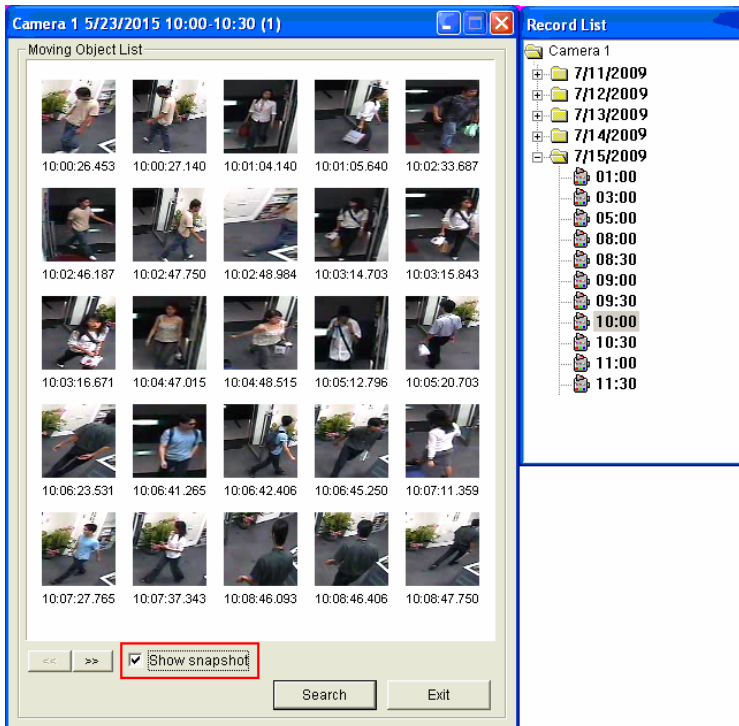 Camera 1 5/23/2015 10:00-10:30 (1)
Moving Object List
10:00:26.453 10:00:27.140 10:01:04.140 10:01:05.640 10:02:33.687
10:02:46.187 10:02:47.750 10:02:48.984 10:03:14.703 10:03:15.843
10:03:16.671 10:04:47.015 10:04:48.515 10:05:12.796 10:05:20.703
10:06:23.531 10:06:41.265 10:06:42.406 10:06:45.250 10:07:11.359
10:07:27.765 10:07:37.343 10:08:46.093 10:08:46.406 10:08:47.750
<< >> Show snapshot
Search Exit
Record List
Camera 1
7/11/2009
7/12/2009
7/13/2009
7/14/2009
7/15/2009
01:00
03:00
05:00
08:00
08:30
09:00
09:30
10:00
10:30
11:00
11:30